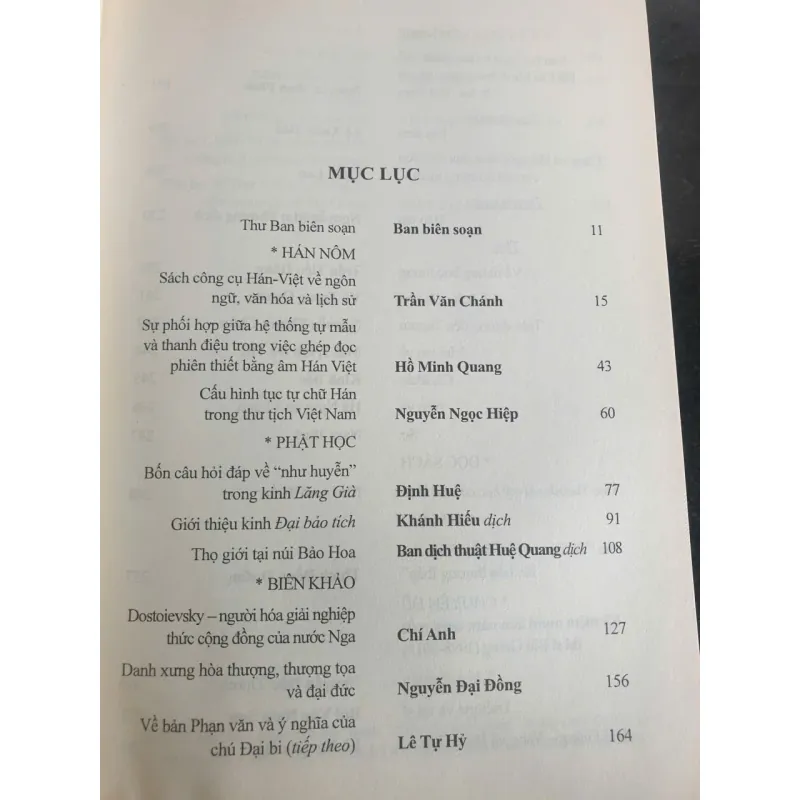 MỤC LỤC
Thư Ban biên soạn Ban biên soạn 11
* HÁN NÔM
Sách công cụ Hán-Việt về ngôn
ngữ, văn hóa và lịch sử Trần Văn Chánh 15
Sự phối hợp giữa hệ thống tự mẫu
và thanh điệu trong việc ghép đọc
phiên thiết bằng âm Hán Việt Hồ Minh Quang 43
Cấu hình tục tự chữ Hán
trong thư tịch Việt Nam Nguyễn Ngọc Hiệp 60
* PHẬT HỌC
Bốn câu hỏi đáp về “như huyễn”
trong kinh Lăng Già Định Huệ 77
Giới thiệu kinh Đại bảo tích Khánh Hiếu dịch 91
Thọ giới tại núi Bảo Hoa Ban dịch thuật Huệ Quang dịch 108
* BIÊN KHẢO
Dostoievsky – người hóa giải nghiệp
thức cộng đồng của nước Nga Chí Anh 127
Danh xưng hòa thượng, thượng tọa
và đại đức Nguyễn Đại Đồng 156
Về bản Phạn văn và ý nghĩa của
chú Đại bi (tiếp theo) Lê Tự Hỷ 164